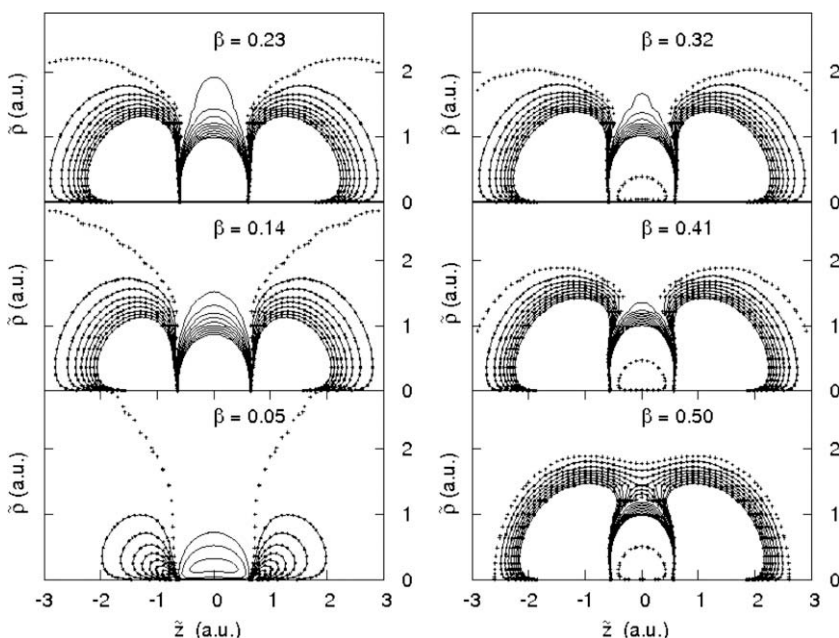 β = 0.23
β = 0.32
2
1
0
ρ̃ (a.u.)
2
1
0
ρ̃ (a.u.)
β = 0.14
β = 0.41
2
1
0
ρ̃ (a.u.)
2
1
0
ρ̃ (a.u.)
β = 0.05
β = 0.50
2
1
0
ρ̃ (a.u.)
2
1
0
ρ̃ (a.u.)
-3 -2 -1 0 1 2 3
-3 -2 -1 0 1 2 3
z̃ (a.u.)
z̃ (a.u.)